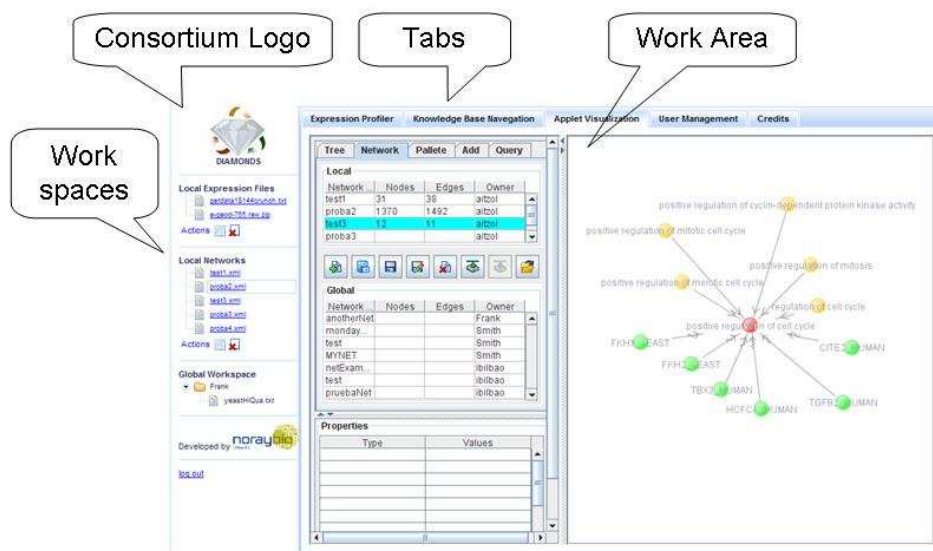 Consortium Logo
Tabs
Work Area
Work
spaces
DIAMONDS
Local Expression Files
Actions
Local Networks
test1.xml
proba2.xml
test3.xml
proba3.xml
proba4.xml
Actions
Global Workspace
Frank
yeastHiQua.txt
Developed by noraybio
log out
Expression Profiler Knowledge Base Navegation Applet Visualization User Management Credits
Tree Network Pallete Add Query
Local
Network ... Nodes Edges Owner
test1 31 38 aitzol
proba2 1370 1492 aitzol
test3 12 11 aitzol
proba3 aitzol
Global
Network Nodes Edges Owner
anotherNet Frank
monday... Smith
test Smith
MYNET Smith
netExam... ibilbao
test ibilbao
pruebaNet ibilbao
Properties
Type Values
positive regulation of cyclin-dependent protein kinase activity
positive regulation of mitotic cell cycle
positive regulation of mitosis
positive regulation of meiotic cell cycle
regulation of cell cycle
positive regulation of cell cycle